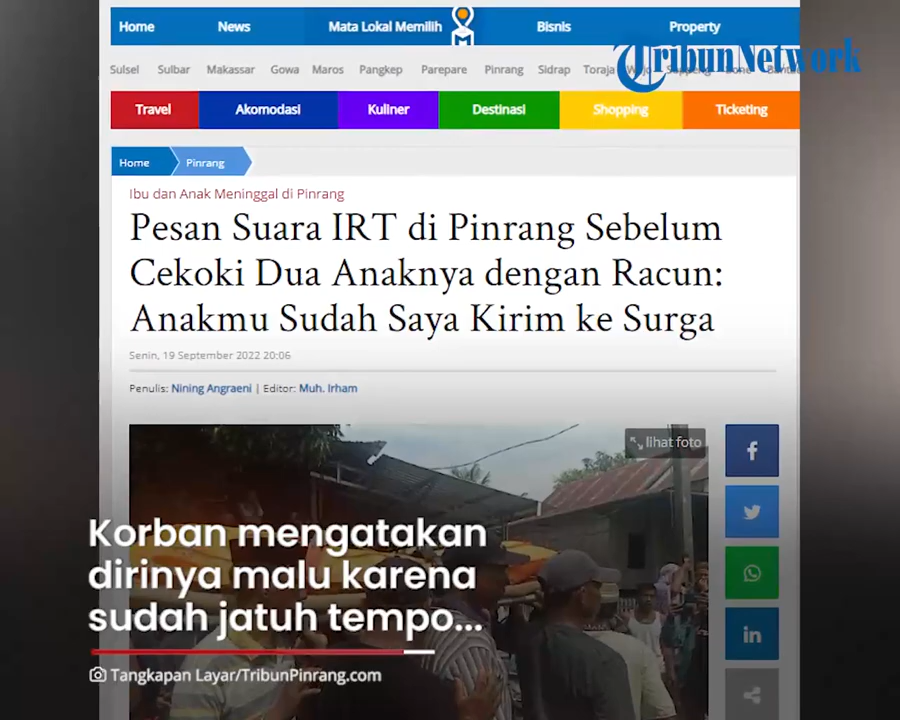 Home News Mata Lokal Memilih Bisnis Property
TribunNetwork
Sulsel Sulbar Makassar Gowa Maros Pangkep Parepare Pinrang Sidrap Toraja
Travel Akomodasi Kuliner Destinasi Shopping Ticketing
Home Pinrang
Ibu dan Anak Meninggal di Pinrang
Pesan Suara IRT di Pinrang Sebelum
Cekoki Dua Anaknya dengan Racun:
Anakmu Sudah Saya Kirim ke Surga
Senin, 19 September 2022 20:06
Penulis: Nining Angraeni | Editor: Muh. Irham
lihat foto
Korban mengatakan
dirinya malu karena
sudah jatuh tempo...
Tangkapan Layar/TribunPinrang.com